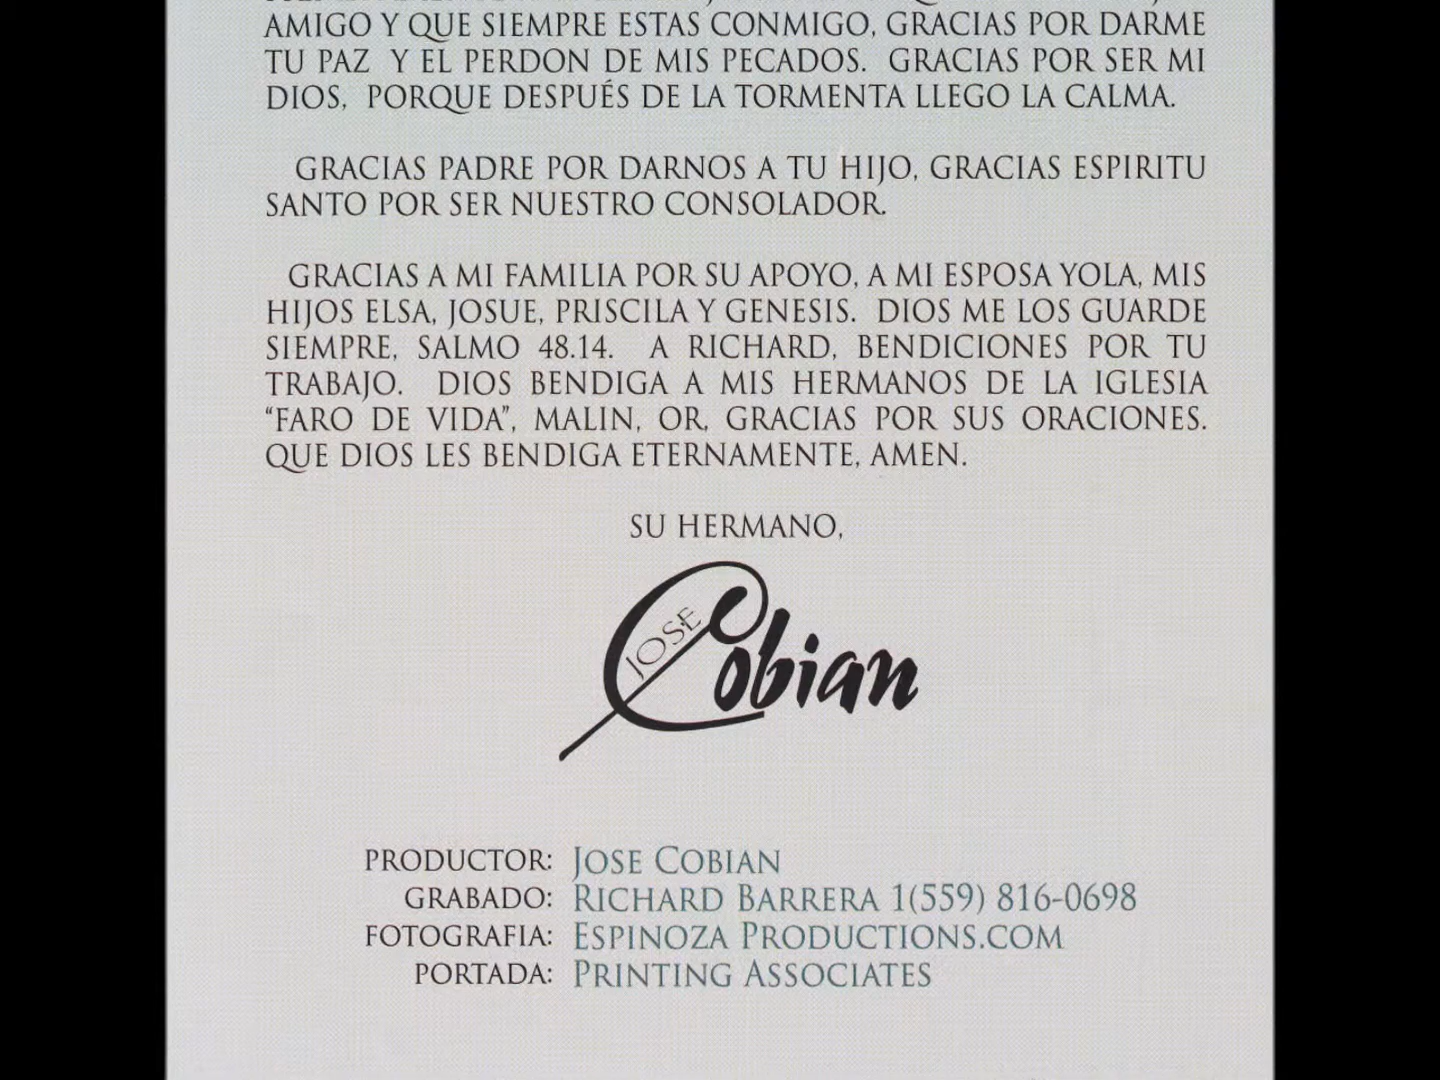 AMIGO Y QUE SIEMPRE ESTAS CONMIGO, GRACIAS POR DARME
TU PAZ Y EL PERDON DE MIS PECADOS. GRACIAS POR SER MI
DIOS, PORQUE DESPUÉS DE LA TORMENTA LLEGO LA CALMA.
GRACIAS PADRE POR DARNOS A TU HIJO, GRACIAS ESPIRITU
SANTO POR SER NUESTRO CONSOLADOR.
GRACIAS A MI FAMILIA POR SU APOYO, A MI ESPOSA YOLA, MIS
HIJOS ELSA, JOSUE, PRISCILA Y GENESIS. DIOS ME LOS GUARDE
SIEMPRE, SALMO 48.14. A RICHARD, BENDICIONES POR TU
TRABAJO. DIOS BENDIGA A MIS HERMANOS DE LA IGLESIA
“FARO DE VIDA”, MALIN, OR, GRACIAS POR SUS ORACIONES.
QUE DIOS LES BENDIGA ETERNAMENTE, AMEN.
SU HERMANO,
JOSE Cobian
PRODUCTOR: JOSE COBIAN
GRABADO: RICHARD BARRERA 1(559) 816-0698
FOTOGRAFIA: ESPINOZA PRODUCTIONS.COM
PORTADA: PRINTING ASSOCIATES